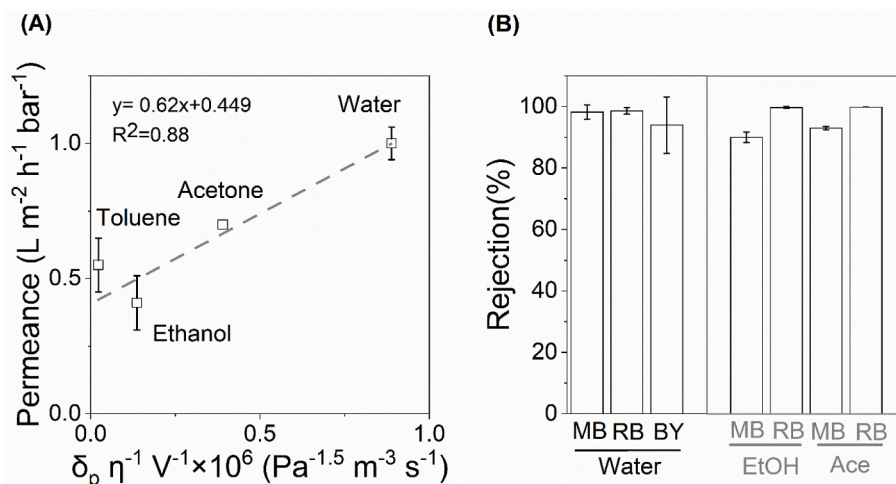 (A)
y= 0.62x+0.449
R²=0.88
Water
Acetone
Toluene
Ethanol
1.0
0.5
0.0
0.0 0.5 1.0
Permeance (L m⁻² h⁻¹ bar⁻¹)
δₚ η⁻¹ V⁻¹×10⁶ (Pa⁻¹·⁵ m⁻³ s⁻¹)
(B)
100
80
60
40
20
0
Rejection(%)
MB RB BY MB RB MB RB
Water EtOH Ace